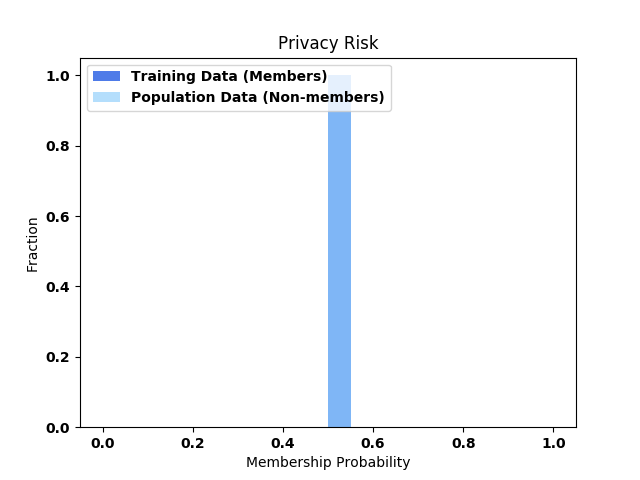 Privacy Risk
Training Data (Members)
Population Data (Non-members)
1.0
0.8
0.6
0.4
0.2
0.0
Fraction
0.0 0.2 0.4 0.6 0.8 1.0
Membership Probability